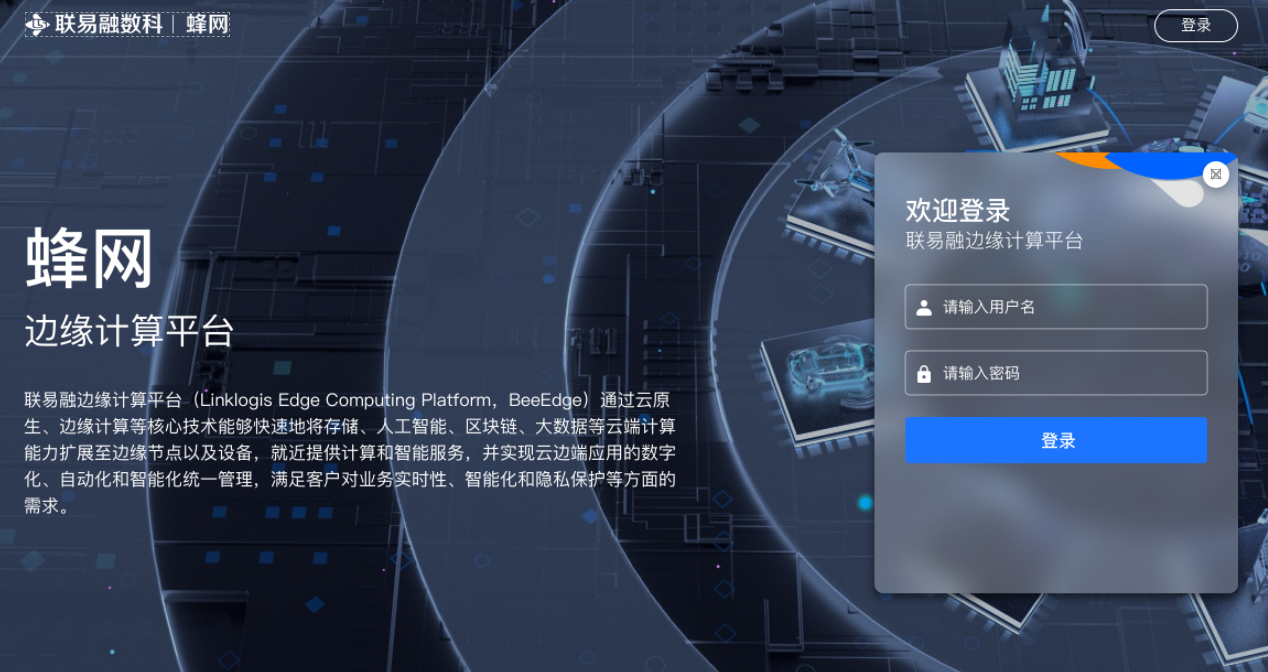 联易融数科｜蜂网
登录
蜂网
边缘计算平台
联易融边缘计算平台（Linklogis Edge Computing Platform，BeeEdge）通过云原
生、边缘计算等核心技术能够快速地将存储、人工智能、区块链、大数据等云端计算
能力扩展至边缘节点以及设备，就近提供计算和智能服务，并实现云边端应用的数字
化、自动化和智能化统一管理，满足客户对业务实时性、智能化和隐私保护等方面的
需求。
欢迎登录
联易融边缘计算平台
请输入用户名
请输入密码
登录